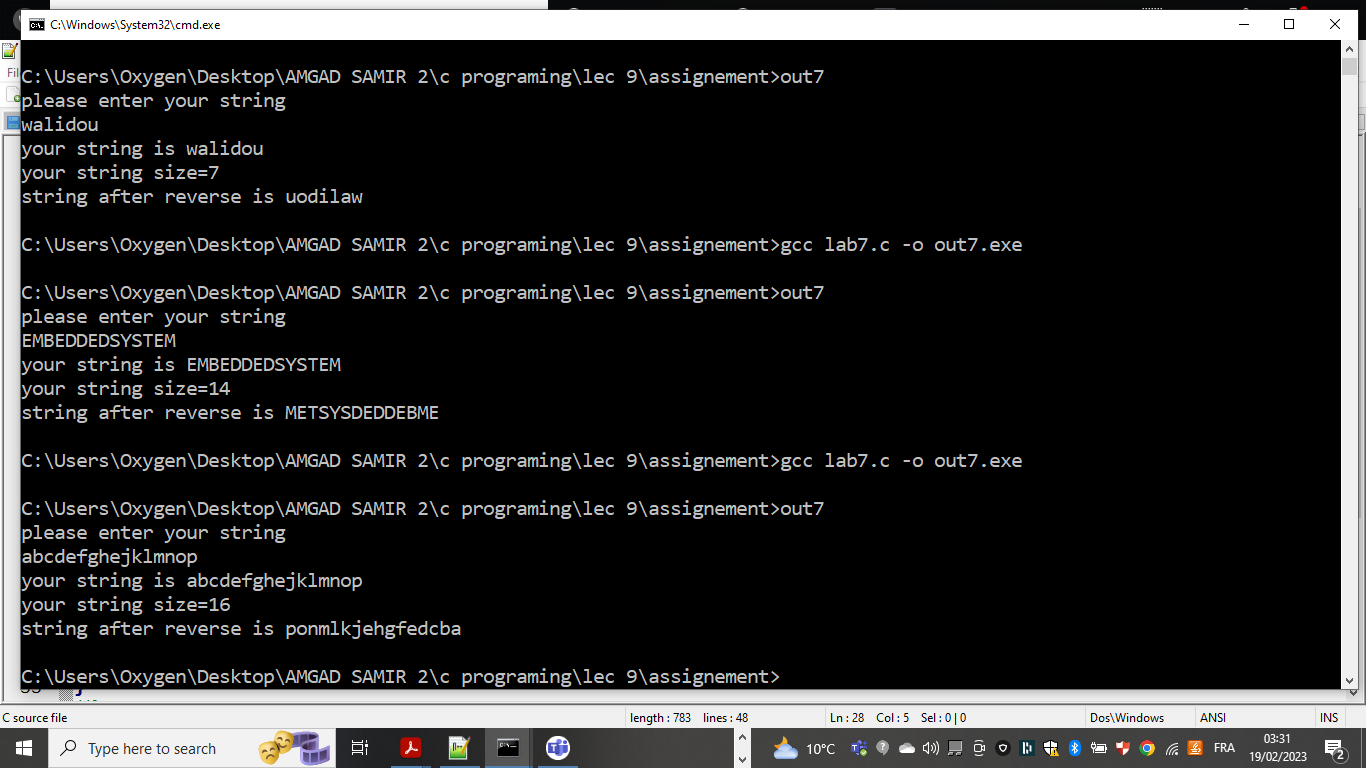 C:\Windows\System32\cmd.exe
Fil
C:\Users\Oxygen\Desktop\AMGAD SAMIR 2\c programing\lec 9\assignement>out7
please enter your string
walidou
your string is walidou
your string size=7
string after reverse is uodilaw
C:\Users\Oxygen\Desktop\AMGAD SAMIR 2\c programing\lec 9\assignement>gcc lab7.c -o out7.exe
C:\Users\Oxygen\Desktop\AMGAD SAMIR 2\c programing\lec 9\assignement>out7
please enter your string
EMBEDDEDSYSTEM
your string is EMBEDDEDSYSTEM
your string size=14
string after reverse is METSYSDEDDEBME
C:\Users\Oxygen\Desktop\AMGAD SAMIR 2\c programing\lec 9\assignement>gcc lab7.c -o out7.exe
C:\Users\Oxygen\Desktop\AMGAD SAMIR 2\c programing\lec 9\assignement>out7
please enter your string
abcdefghejklmnop
your string is abcdefghejklmnop
your string size=16
string after reverse is ponmlkjehgfedcba
C:\Users\Oxygen\Desktop\AMGAD SAMIR 2\c programing\lec 9\assignement>
C source file length : 783 lines : 48 Ln : 28 Col : 5 Sel : 0 | 0 Dos\Windows ANSI INS
Type here to search 10°C FRA 03:31
19/02/2023 2